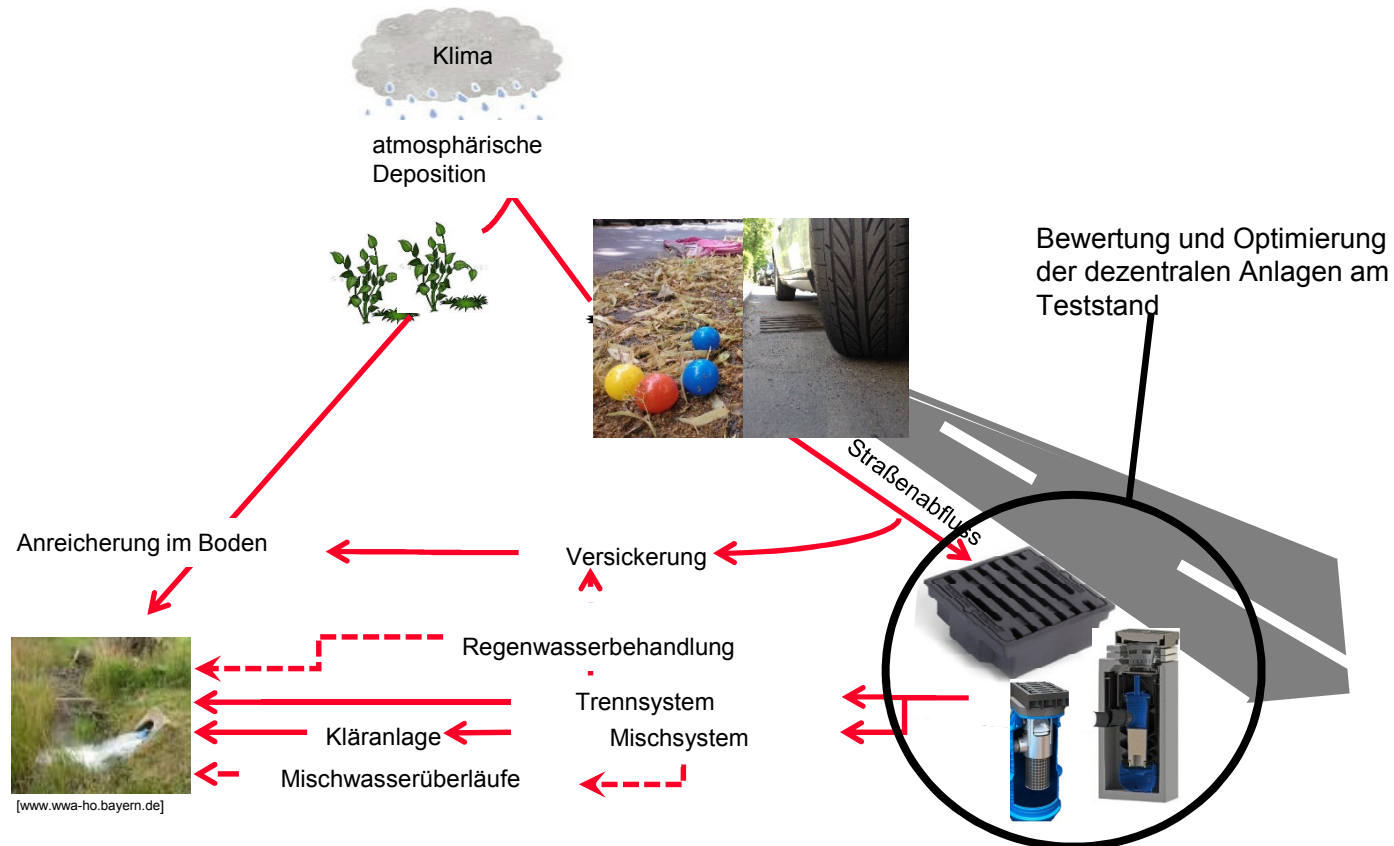 Klima
atmosphärische
Deposition
Bewertung und Optimierung
der dezentralen Anlagen am
Teststand
Straßenabfluss
Anreicherung im Boden
Versickerung
Regenwasserbehandlung
Trennsystem
Kläranlage
Mischsystem
Mischwasserüberläufe
[www.wwa-ho.bayern.de]